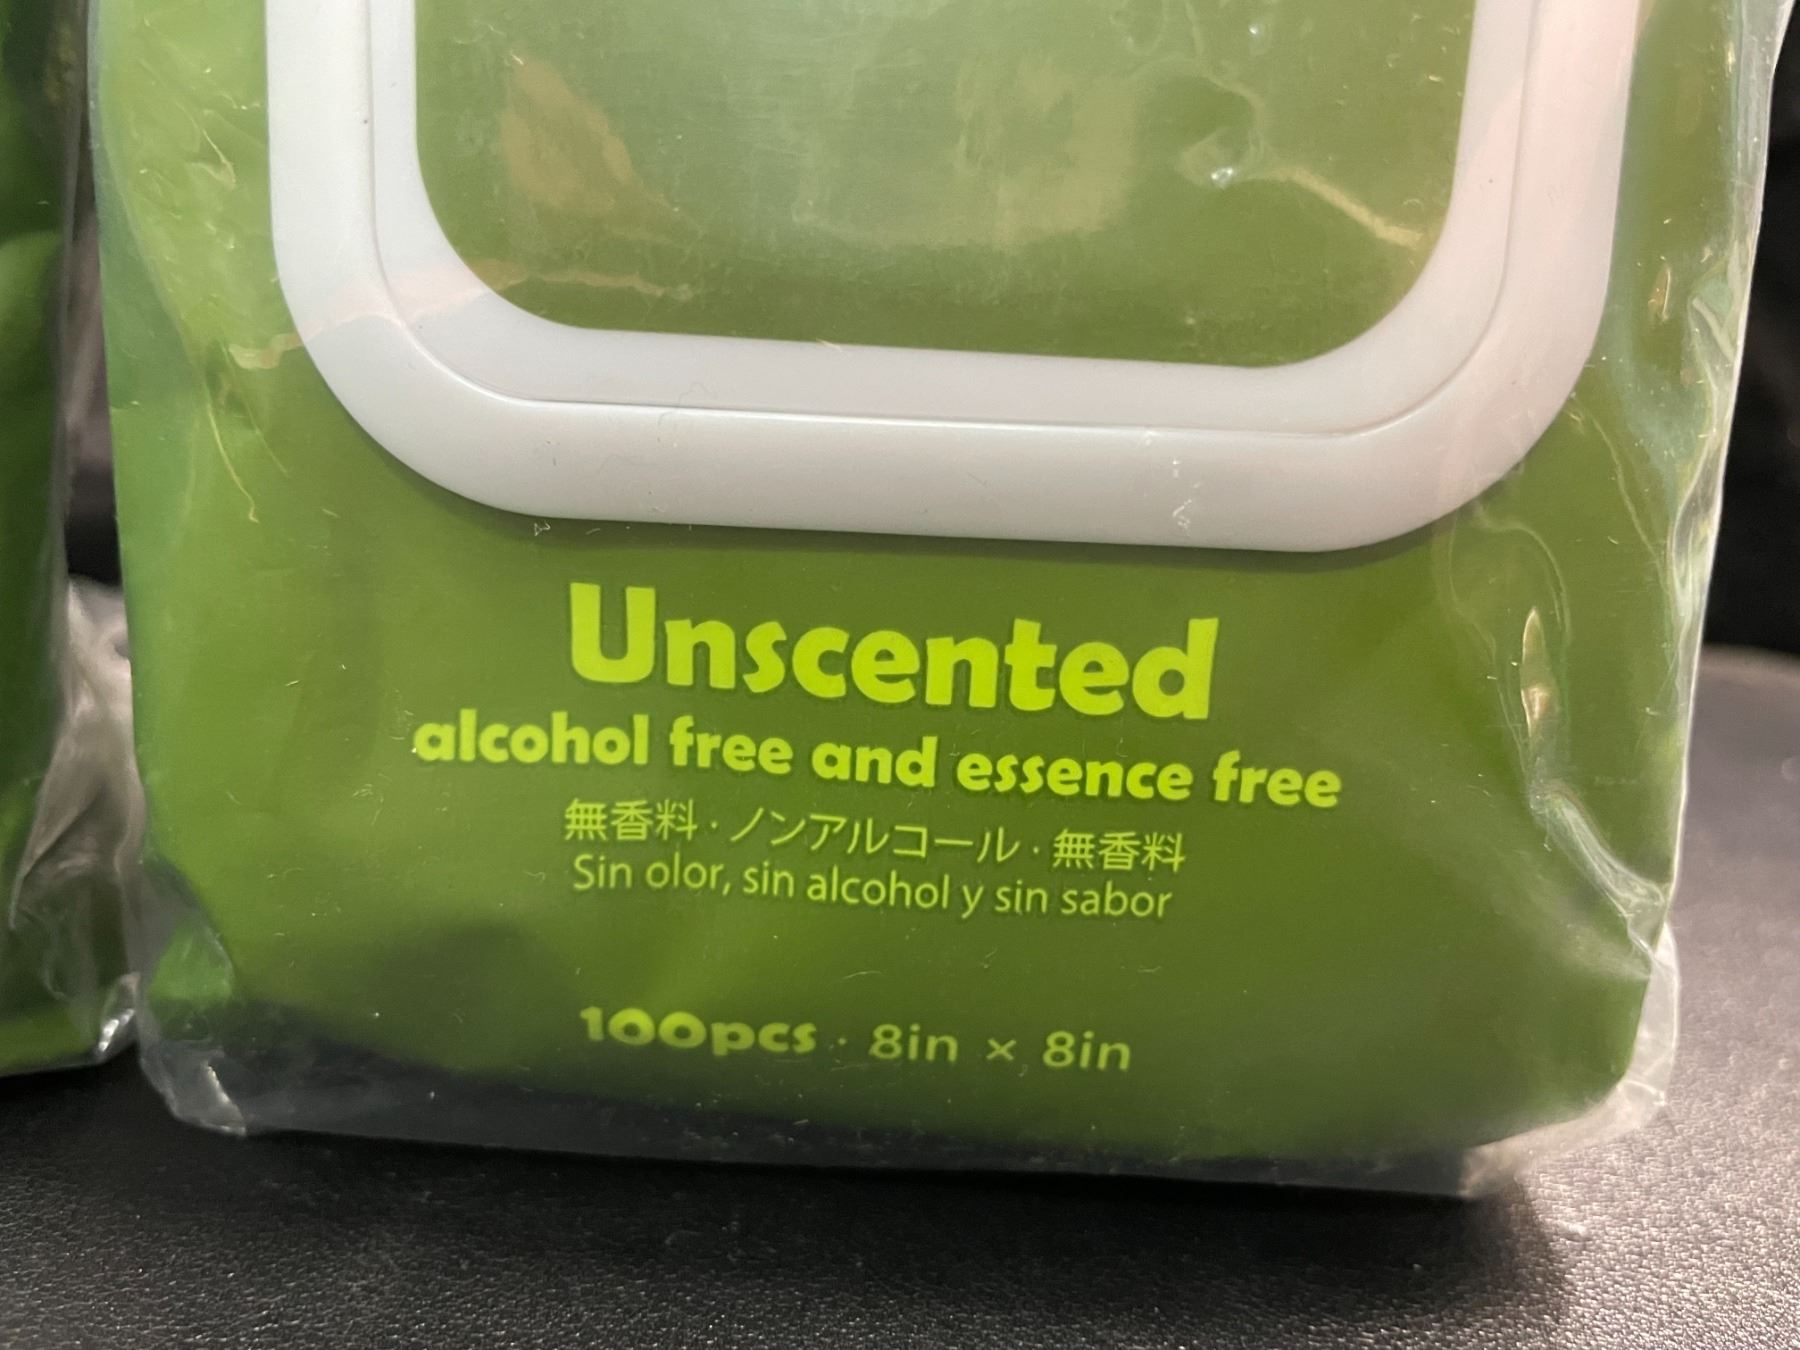 Unscented
alcohol free and essence free
無香料·ノンアルコール·無香料
Sin olor, sin alcohol y sin sabor
100pcs · 8in × 8in